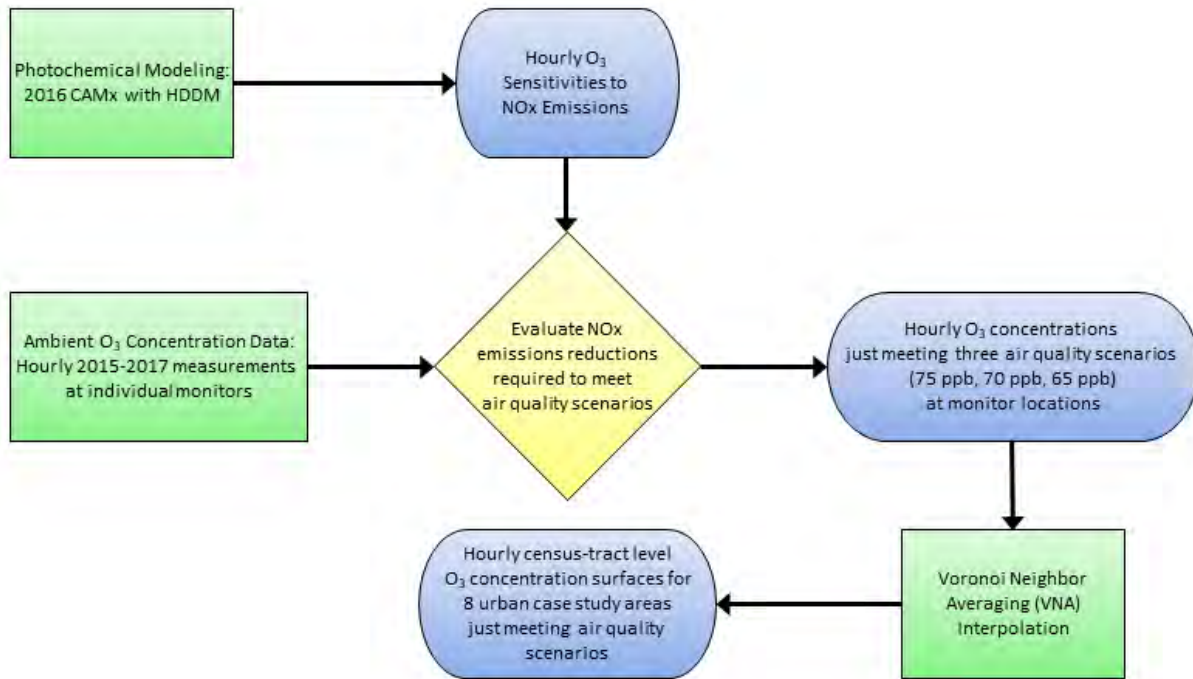 Photochemical Modeling:
2016 CAMx with HDDM
Hourly O₃
Sensitivities to
NOx Emissions
Ambient O₃ Concentration Data:
Hourly 2015-2017 measurements
at individual monitors
Evaluate NOx
emissions reductions
required to meet
air quality scenarios
Hourly O₃ concentrations
just meeting three air quality scenarios
(75 ppb, 70 ppb, 65 ppb)
at monitor locations
Hourly census-tract level
O₃ concentration surfaces for
8 urban case study areas
just meeting air quality
scenarios
Voronoi Neighbor
Averaging (VNA)
Interpolation